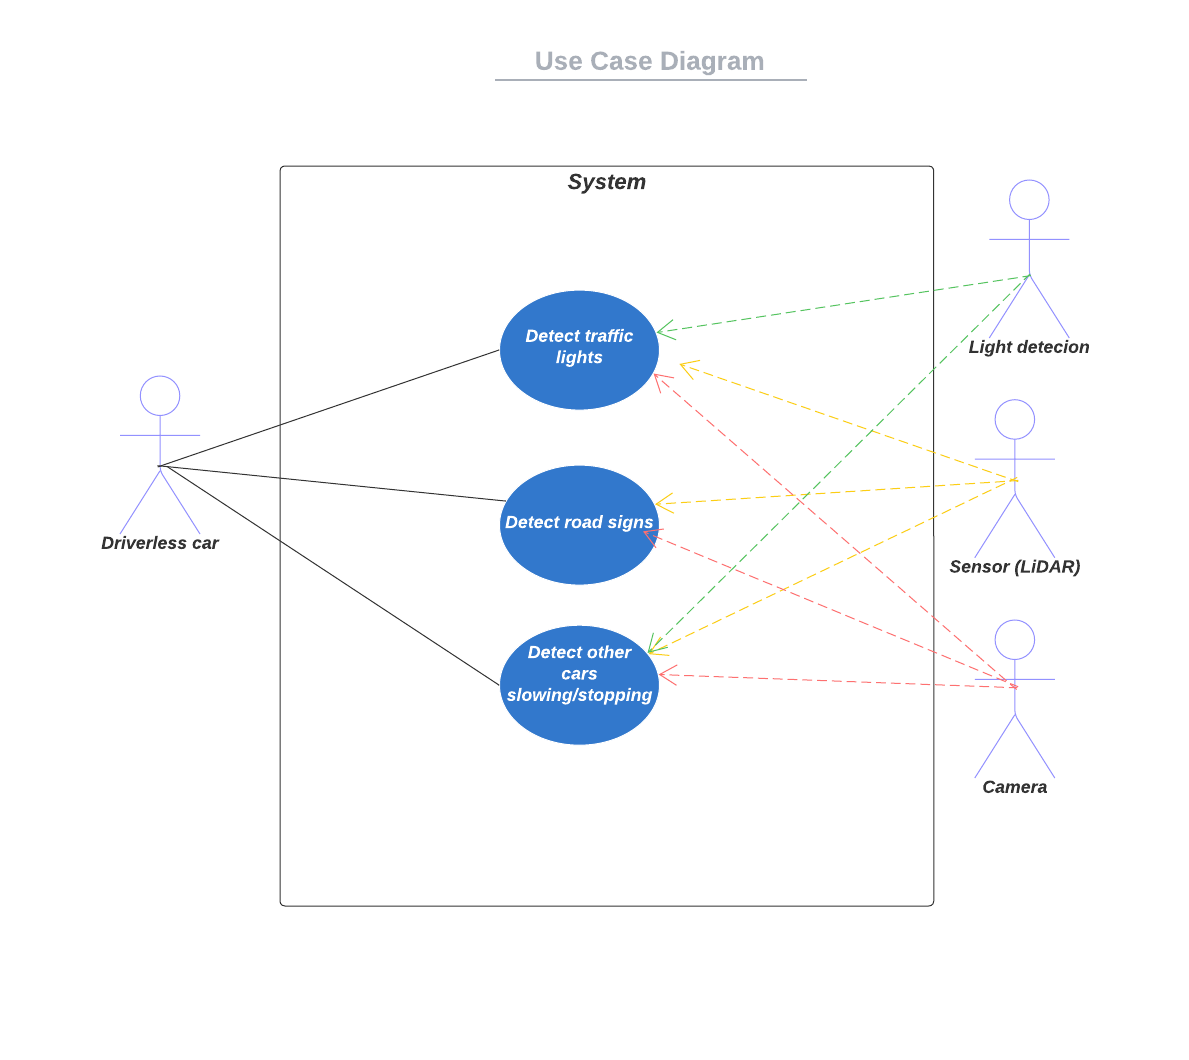 Use Case Diagram
System
Detect traffic
lights
Light detecion
Driverless car
Detect road signs
Sensor (LiDAR)
Detect other
cars
slowing/stopping
Camera